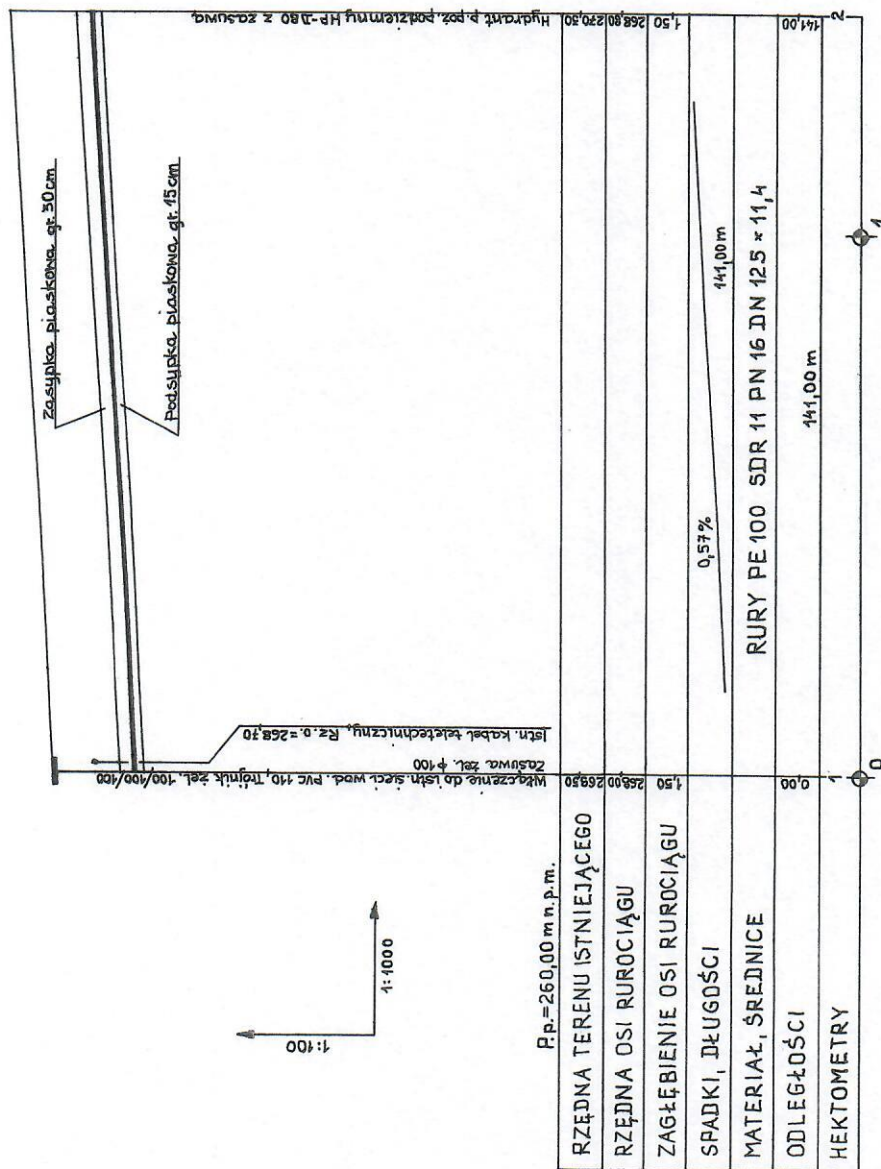 Zasypka piaskowa gr. 30cm
Podsypka piaskowa gr. 15cm
Włączenie do istn. sieci wod. PVC 110, Trójnik żel. 100/100/100
Zasuwa żel. ϕ100
Istn. kabel teletechniczny, Rz.o. = 268,70
Hydrant p.poż. podziemny HP-D80 z zasuwą
1:100
1:1000
P.p.=260,00 m n.p.m.
RZĘDNA TERENU ISTNIEJĄCEGO 269,50 270,50
RZĘDNA OSI RUROCIĄGU 268,00 268,80
ZAGŁĘBIENIE OSI RUROCIĄGU 1,50 1,50
SPADKI, DŁUGOŚCI 0,57% 141,00 m
MATERIAŁ, ŚREDNICE RURY PE 100 SDR 11 PN 16 DN 125 × 11,4
ODLEGŁOŚCI 0,00 141,00 m 141,00
HEKTOMETRY 1 2
0 1